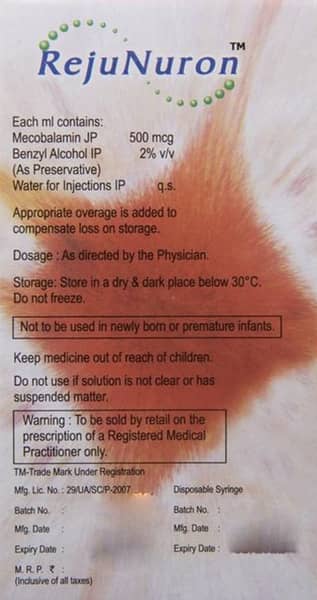 RejuNuron™
Each ml contains:
Mecobalamin JP 500 mcg
Benzyl Alcohol IP 2% v/v
(As Preservative)
Water for Injections IP q.s.
Appropriate overage is added to
compensate loss on storage.
Dosage : As directed by the Physician.
Storage: Store in a dry & dark place below 30°C.
Do not freeze.
Not to be used in newly born or premature infants.
Keep medicine out of reach of children.
Do not use if solution is not clear or has
suspended matter.
Warning : To be sold by retail on the
prescription of a Registered Medical
Practitioner only.
TM-Trade Mark Under Registration
Mfg. Lic. No. : 29/UA/SC/P-2007 Disposable Syringe
Batch No. : Batch No. :
Mfg. Date : Mfg. Date :
Expiry Date : Expiry Date :
M. R. P. ₹ :
(Inclusive of all taxes)